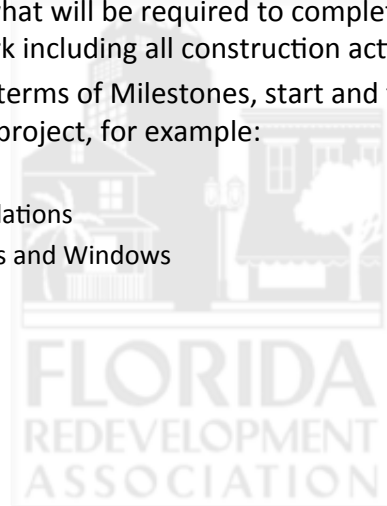 what will be required to complet
k including all construction act
terms of Milestones, start and
project, for example:
lations
s and Windows
FLORIDA
REDEVELOPMENT
ASSOCIATION